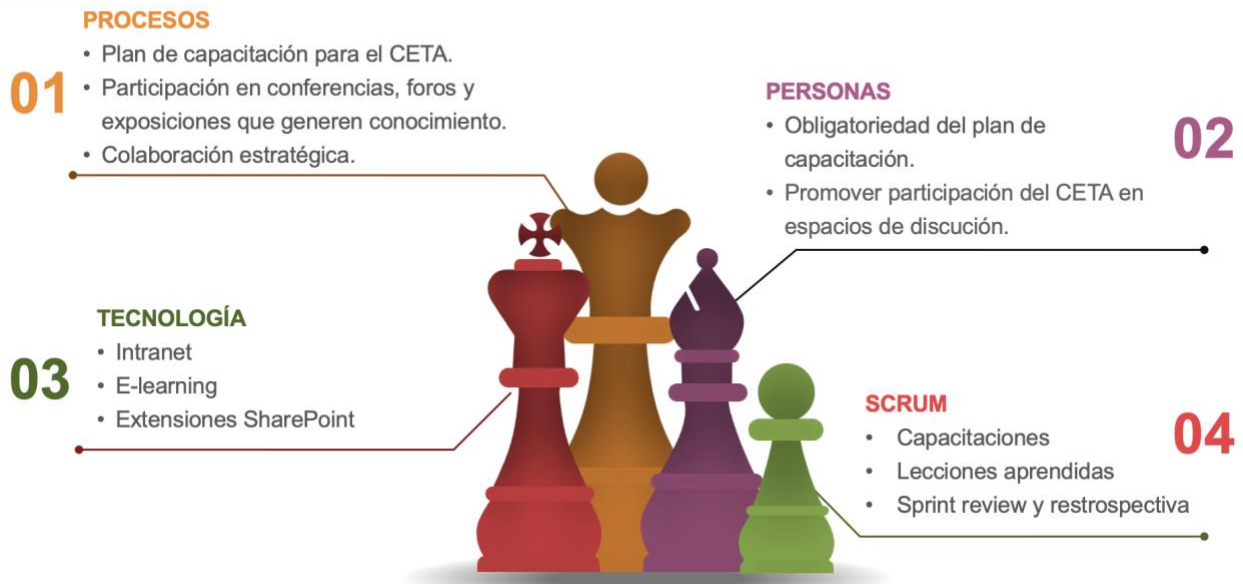 01
PROCESOS
• Plan de capacitación para el CETA.
• Participación en conferencias, foros y
exposiciones que generen conocimiento.
• Colaboración estratégica.
02
PERSONAS
• Obligatoriedad del plan de
capacitación.
• Promover participación del CETA en
espacios de discución.
03
TECNOLOGÍA
• Intranet
• E-learning
• Extensiones SharePoint
04
SCRUM
• Capacitaciones
• Lecciones aprendidas
• Sprint review y restrospectiva